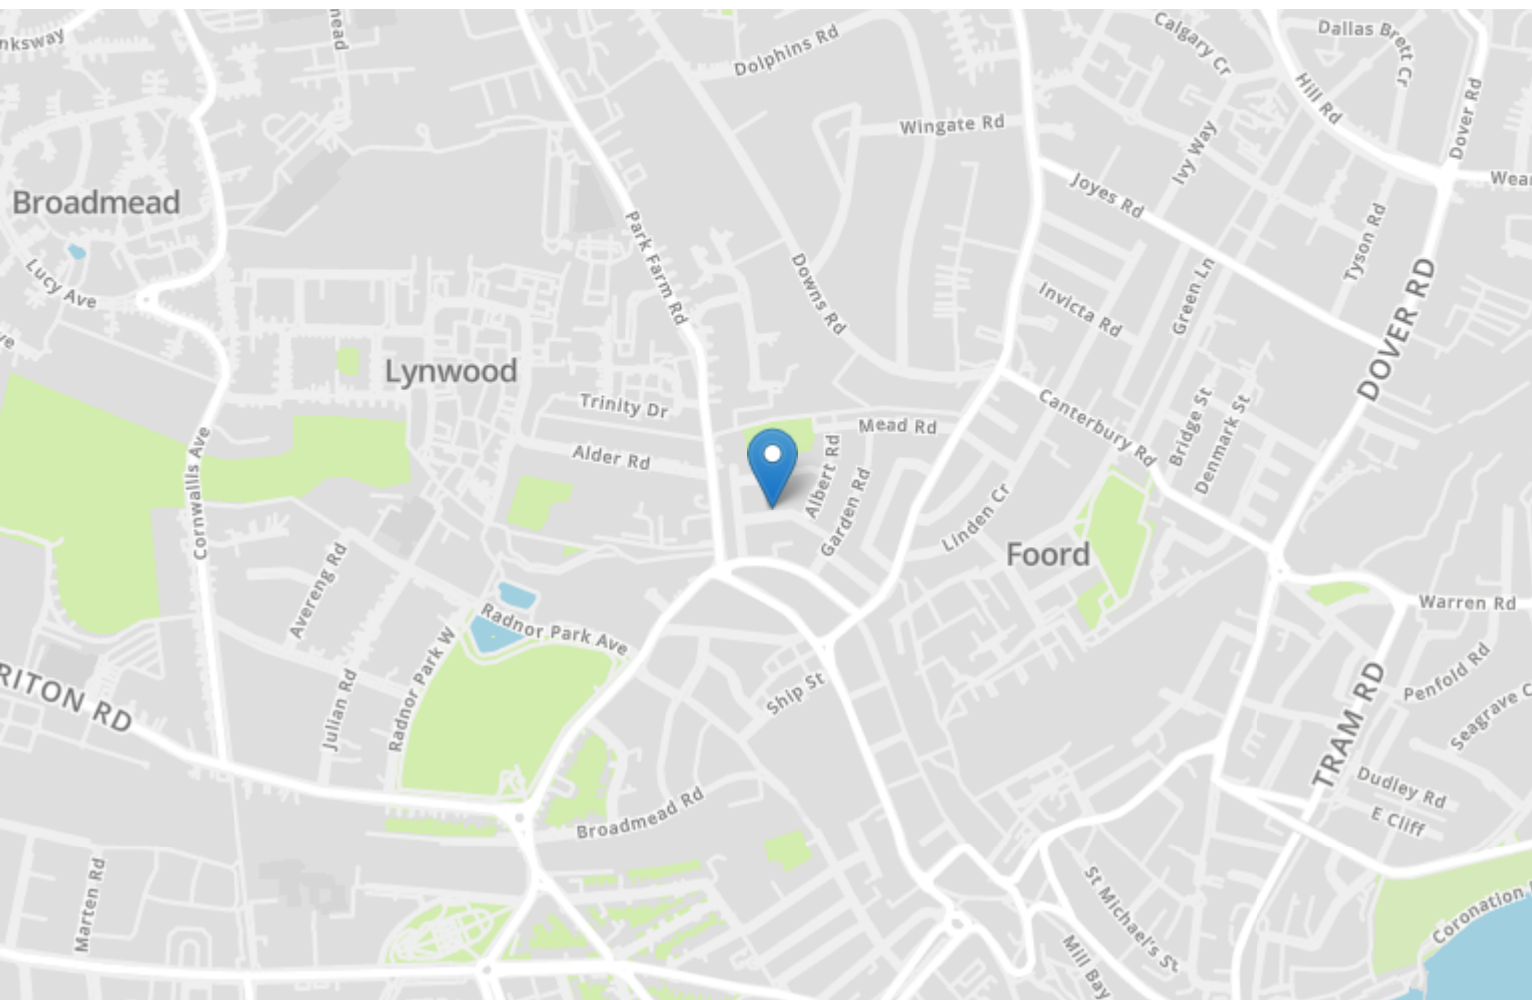 nksway
mead
Dolphins Rd
Calgary Cr
Dallas Brett Cr
Hill Rd
Dover Rd
Wingate Rd
Ivy Way
Wear
Joyes Rd
Broadmead
Park Farm Rd
Tyson Rd
Lucy Ave
Downs Rd
Green Ln
Invicta Rd
DOVER RD
ve
Lynwood
Trinity Dr
Mead Rd
Canterbury Rd
Bridge St
Denmark St
Alder Rd
Albert Rd
Garden Rd
Cornwallis Ave
Linden Cr
Foord
Avereng Rd
Warren Rd
Radnor Park Ave
Radnor Park W
Penfold Rd
RITON RD
Julian Rd
Ship St
TRAM RD
Seagrave C
Dudley Rd
E Cliff
Broadmead Rd
Marten Rd
St Michael's St
Coronation
Mill Bay